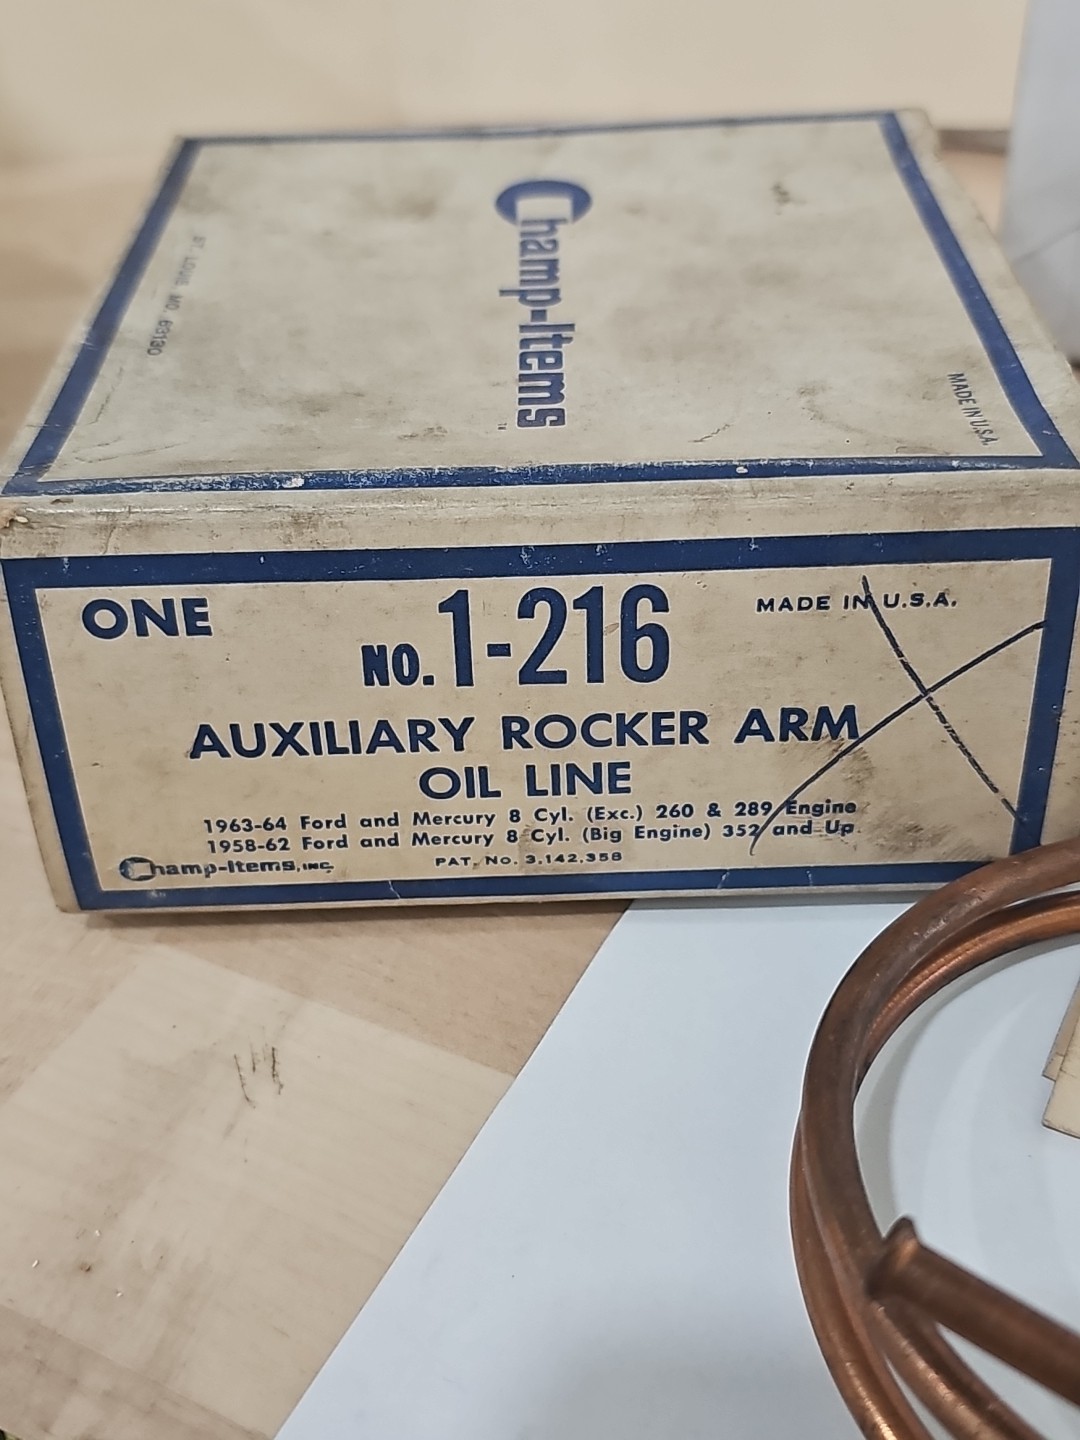 Champ-Items
TM
ST. LOUIS, MO. 63130
MADE IN U.S.A.
ONE
NO. 1-216
MADE IN U.S.A.
AUXILIARY ROCKER ARM
OIL LINE
1963-64 Ford and Mercury 8 Cyl. (Exc.) 260 & 289 Engine
1958-62 Ford and Mercury 8 Cyl. (Big Engine) 352 and Up.
Champ-Items, INC.
PAT. No. 3,142,358